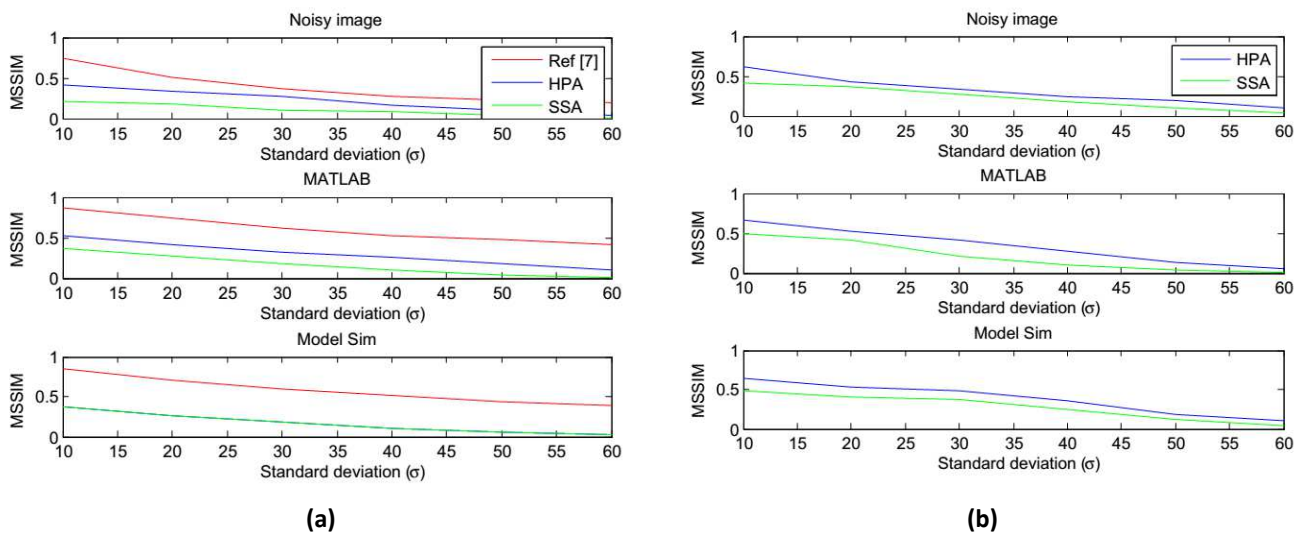 Noisy image
1
0.5
0
MSSIM
Ref [7]
HPA
SSA
10 15 20 25 30 35 40 45 50 55 60
Standard deviation (σ)
MATLAB
1
0.5
0
MSSIM
10 15 20 25 30 35 40 45 50 55 60
Standard deviation (σ)
Model Sim
1
0.5
0
MSSIM
10 15 20 25 30 35 40 45 50 55 60
Standard deviation (σ)
(a)
Noisy image
1
0.5
0
MSSIM
HPA
SSA
10 15 20 25 30 35 40 45 50 55 60
Standard deviation (σ)
MATLAB
1
0.5
0
MSSIM
10 15 20 25 30 35 40 45 50 55 60
Standard deviation (σ)
Model Sim
1
0.5
0
MSSIM
10 15 20 25 30 35 40 45 50 55 60
Standard deviation (σ)
(b)